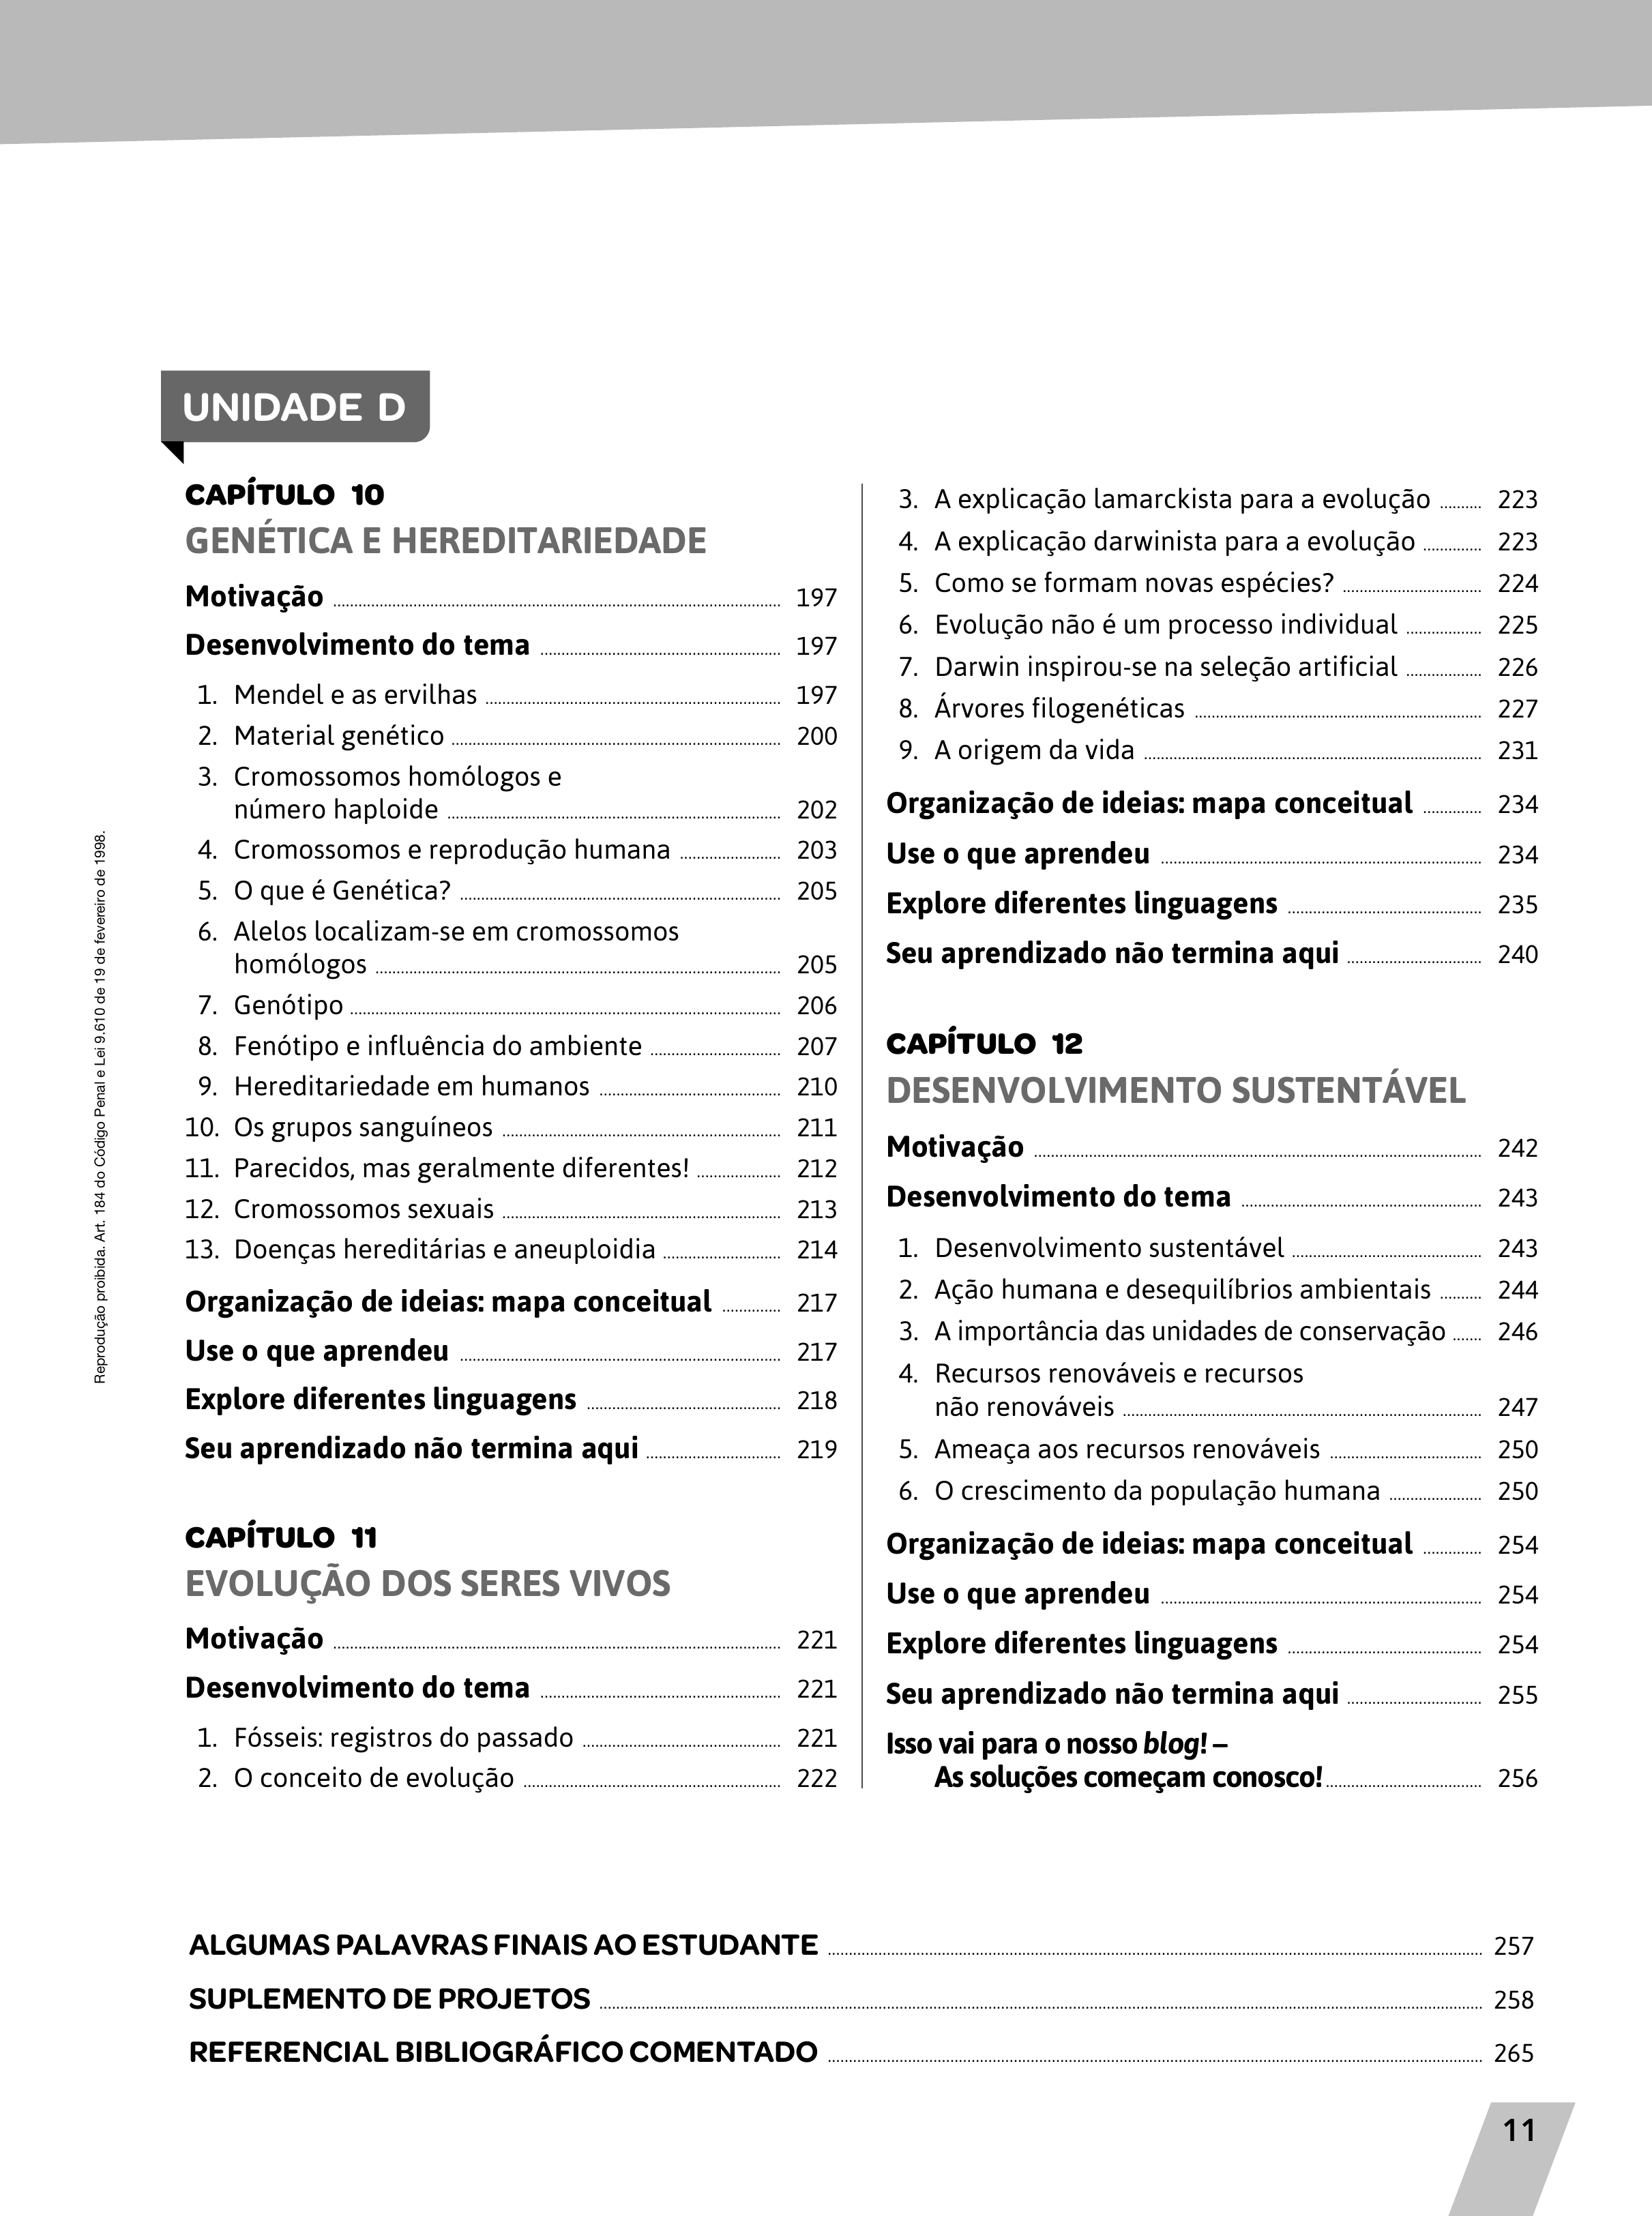 UNIDADE D
CAPÍTULO 10
GENÉTICA E HEREDITARIEDADE
Motivação 197
Desenvolvimento do tema 197
1. Mendel e as ervilhas 197
2. Material genético 200
3. Cromossomos homólogos e
número haploide 202
4. Cromossomos e reprodução humana 203
5. O que é Genética? 205
6. Alelos localizam-se em cromossomos
homólogos 205
7. Genótipo 206
8. Fenótipo e influência do ambiente 207
9. Hereditariedade em humanos 210
10. Os grupos sanguíneos 211
11. Parecidos, mas geralmente diferentes! 212
12. Cromossomos sexuais 213
13. Doenças hereditárias e aneuploidia 214
Organização de ideias: mapa conceitual 217
Use o que aprendeu 217
Explore diferentes linguagens 218
Seu aprendizado não termina aqui 219
CAPÍTULO 11
EVOLUÇÃO DOS SERES VIVOS
Motivação 221
Desenvolvimento do tema 221
1. Fósseis: registros do passado 221
2. O conceito de evolução 222
3. A explicação lamarckista para a evolução 223
4. A explicação darwinista para a evolução 223
5. Como se formam novas espécies? 224
6. Evolução não é um processo individual 225
7. Darwin inspirou-se na seleção artificial 226
8. Árvores filogenéticas 227
9. A origem da vida 231
Organização de ideias: mapa conceitual 234
Use o que aprendeu 234
Explore diferentes linguagens 235
Seu aprendizado não termina aqui 240
CAPÍTULO 12
DESENVOLVIMENTO SUSTENTÁVEL
Motivação 242
Desenvolvimento do tema 243
1. Desenvolvimento sustentável 243
2. Ação humana e desequilíbrios ambientais 244
3. A importância das unidades de conservação 246
4. Recursos renováveis e recursos
não renováveis 247
5. Ameaça aos recursos renováveis 250
6. O crescimento da população humana 250
Organização de ideias: mapa conceitual 254
Use o que aprendeu 254
Explore diferentes linguagens 254
Seu aprendizado não termina aqui 255
Isso vai para o nosso blog! –
As soluções começam conosco! 256
ALGUMAS PALAVRAS FINAIS AO ESTUDANTE 257
SUPLEMENTO DE PROJETOS 258
REFERENCIAL BIBLIOGRÁFICO COMENTADO 265
Reprodução proibida. Art. 184 do Código Penal e Lei 9.610 de 19 de fevereiro de 1998.
11